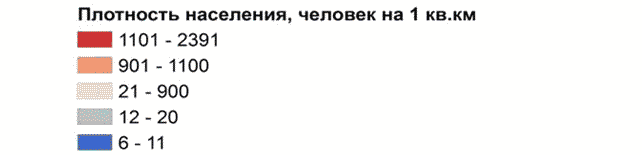 Плотность населения, человек на 1 кв.км
1101 - 2391
901 - 1100
21 - 900
12 - 20
6 - 11